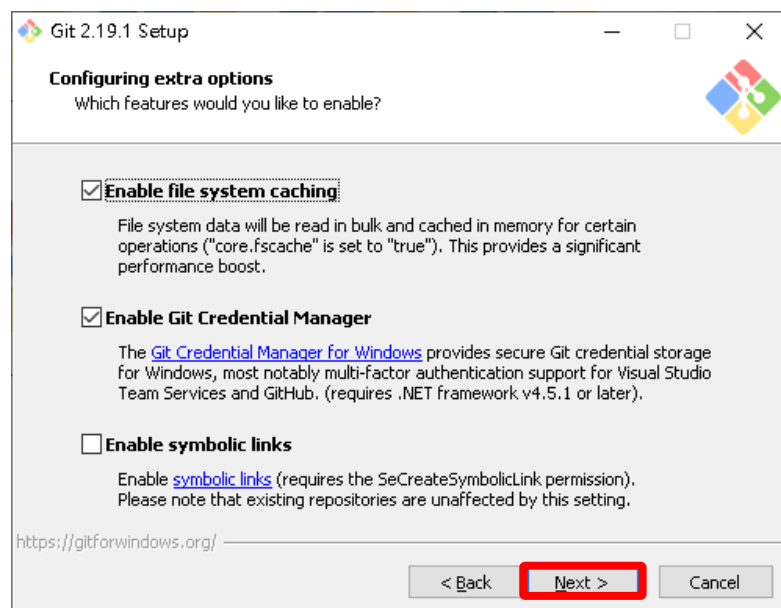 Git 2.19.1 Setup
Configuring extra options
Which features would you like to enable?
Enable file system caching
File system data will be read in bulk and cached in memory for certain
operations ("core.fscache" is set to "true"). This provides a significant
performance boost.
Enable Git Credential Manager
The Git Credential Manager for Windows provides secure Git credential storage
for Windows, most notably multi-factor authentication support for Visual Studio
Team Services and GitHub. (requires .NET framework v4.5.1 or later).
Enable symbolic links
Enable symbolic links (requires the SeCreateSymbolicLink permission).
Please note that existing repositories are unaffected by this setting.
https://gitforwindows.org/
< Back Next > Cancel